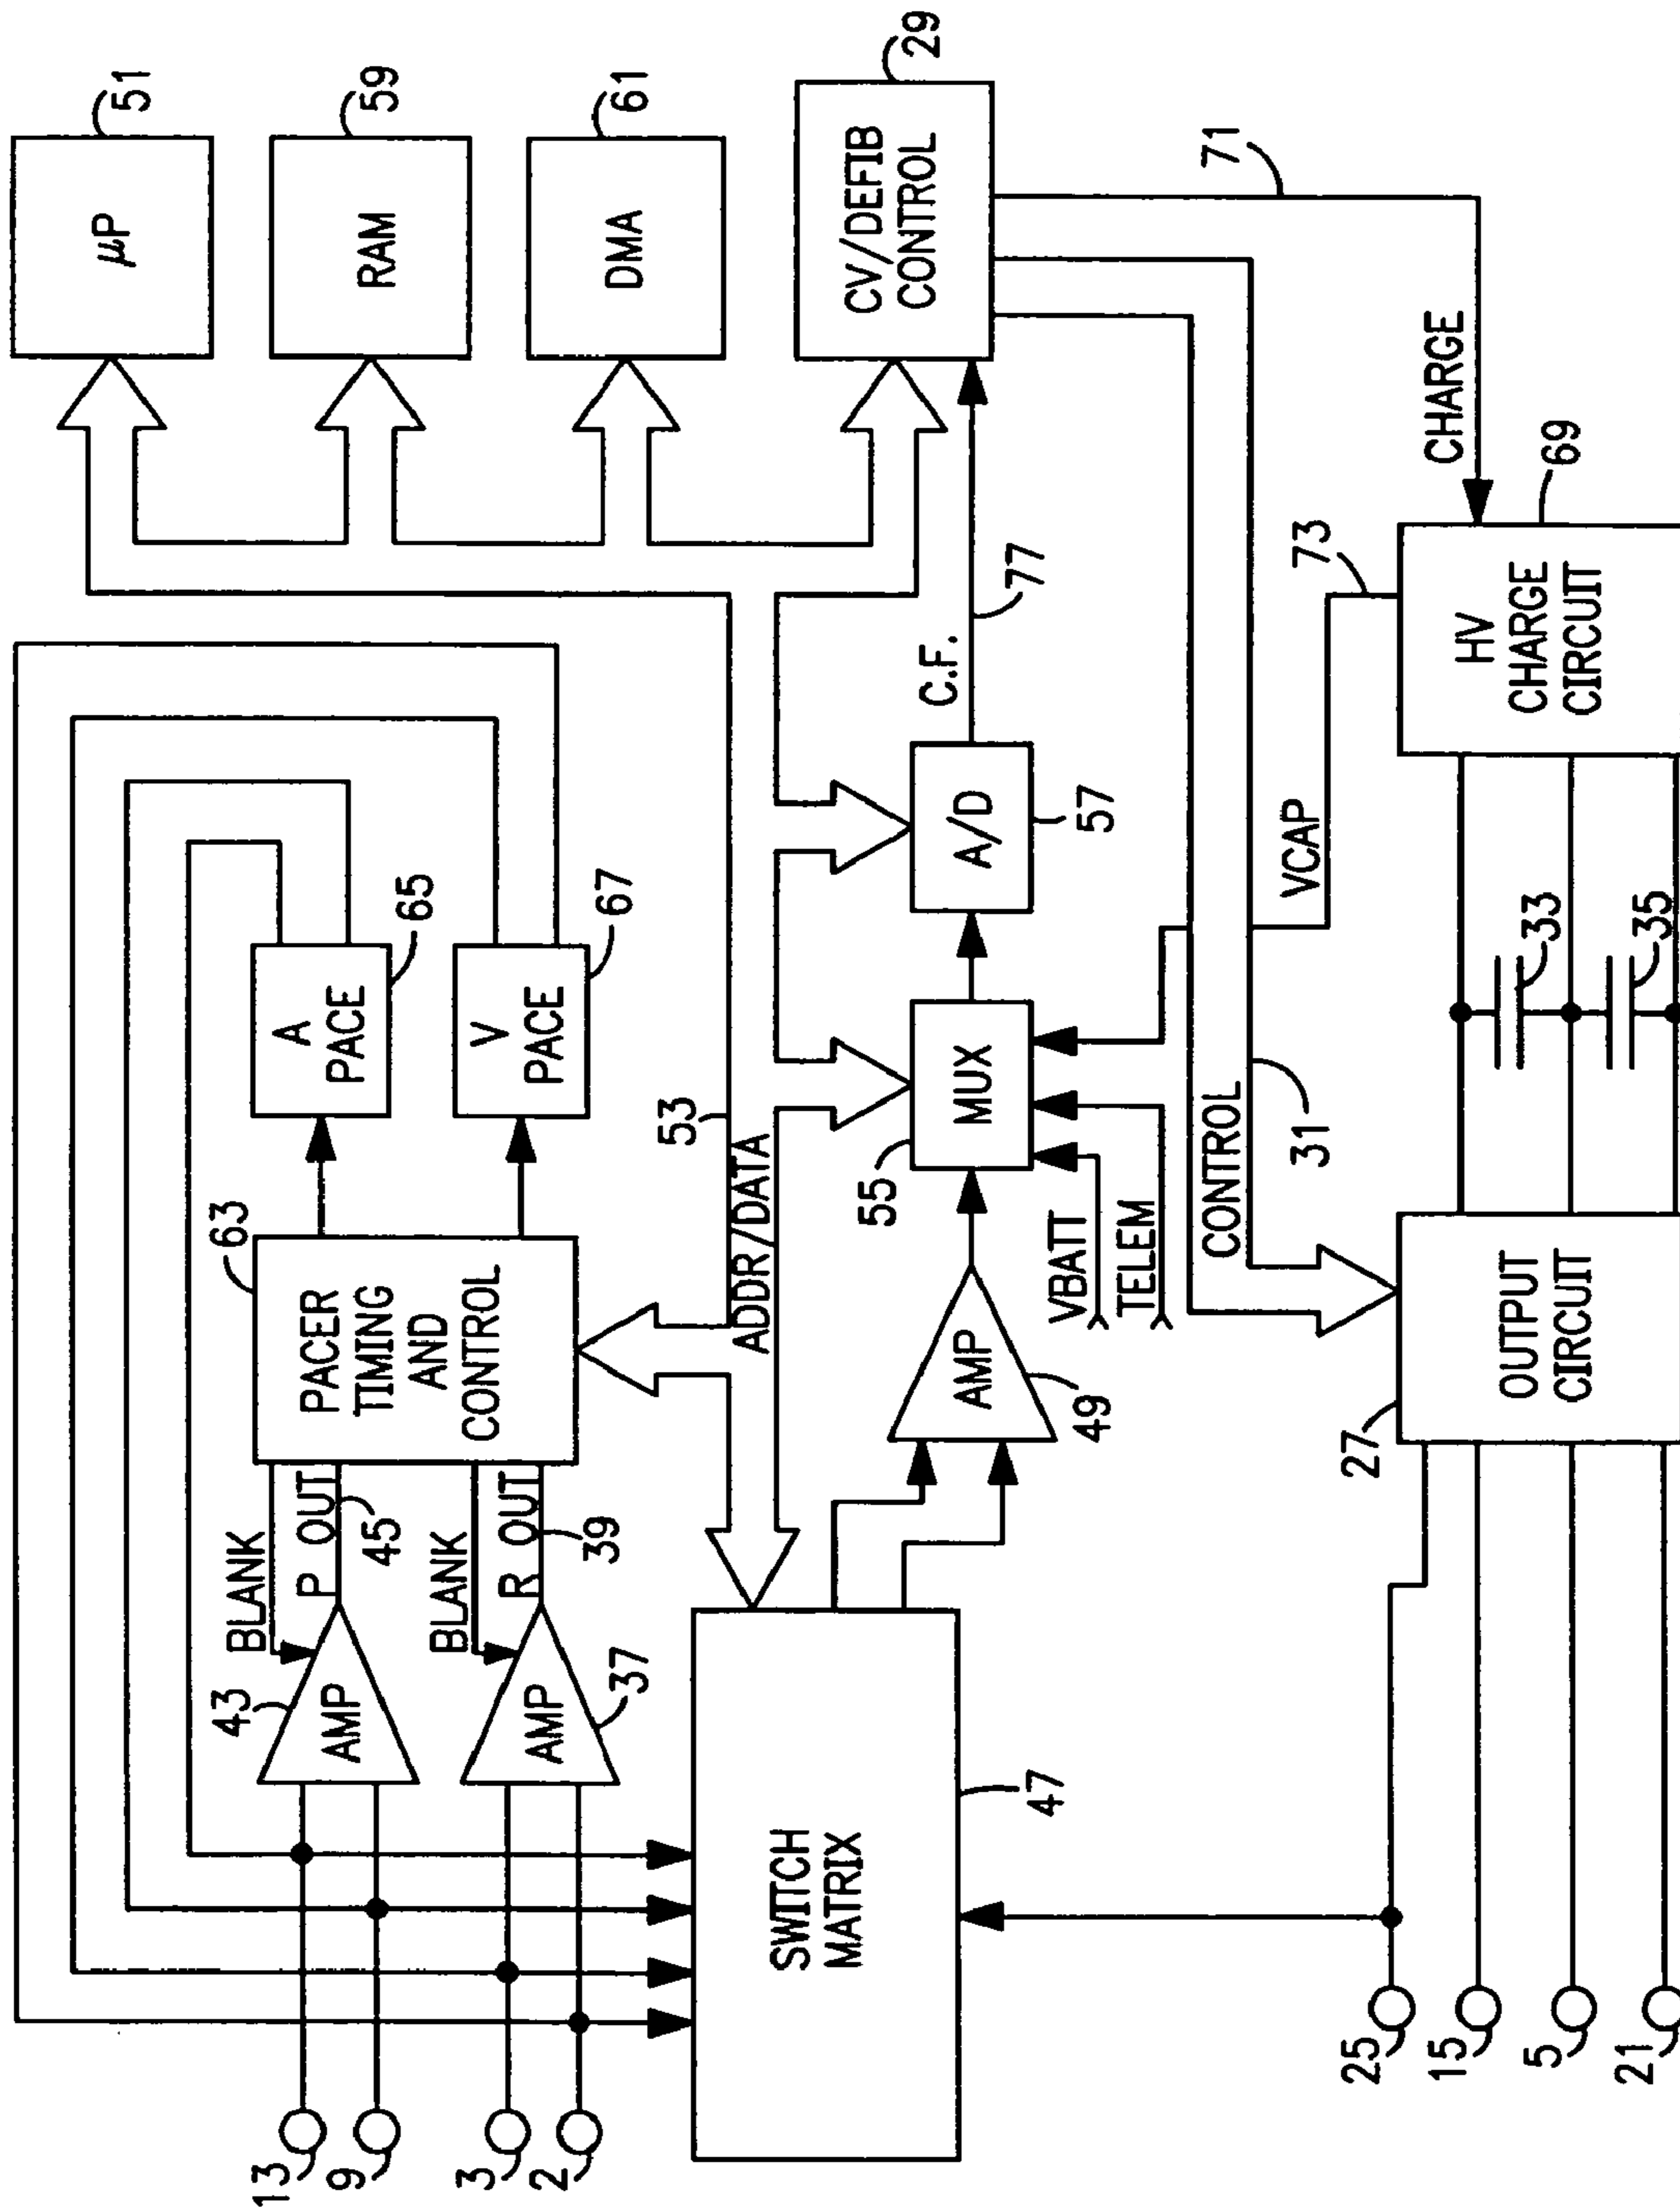 μP
51
RAM
59
DMA
61
CV/DEFIB
CONTROL
29
71
CHARGE
A
PACE
65
V
PACE
67
53
ADDR/DATA
C.F.
77
A/D
57
MUX
55
VBATT
TELEM
CONTROL
31
VCAP
73
HV
CHARGE
CIRCUIT
69
33
35
63
PACER
TIMING
AND
CONTROL
BLANK
P OUT
45
BLANK
R OUT
39
43
AMP
AMP
37
AMP
49
OUTPUT
CIRCUIT
27
SWITCH
MATRIX
47
13
9
3
2
25
15
5
21